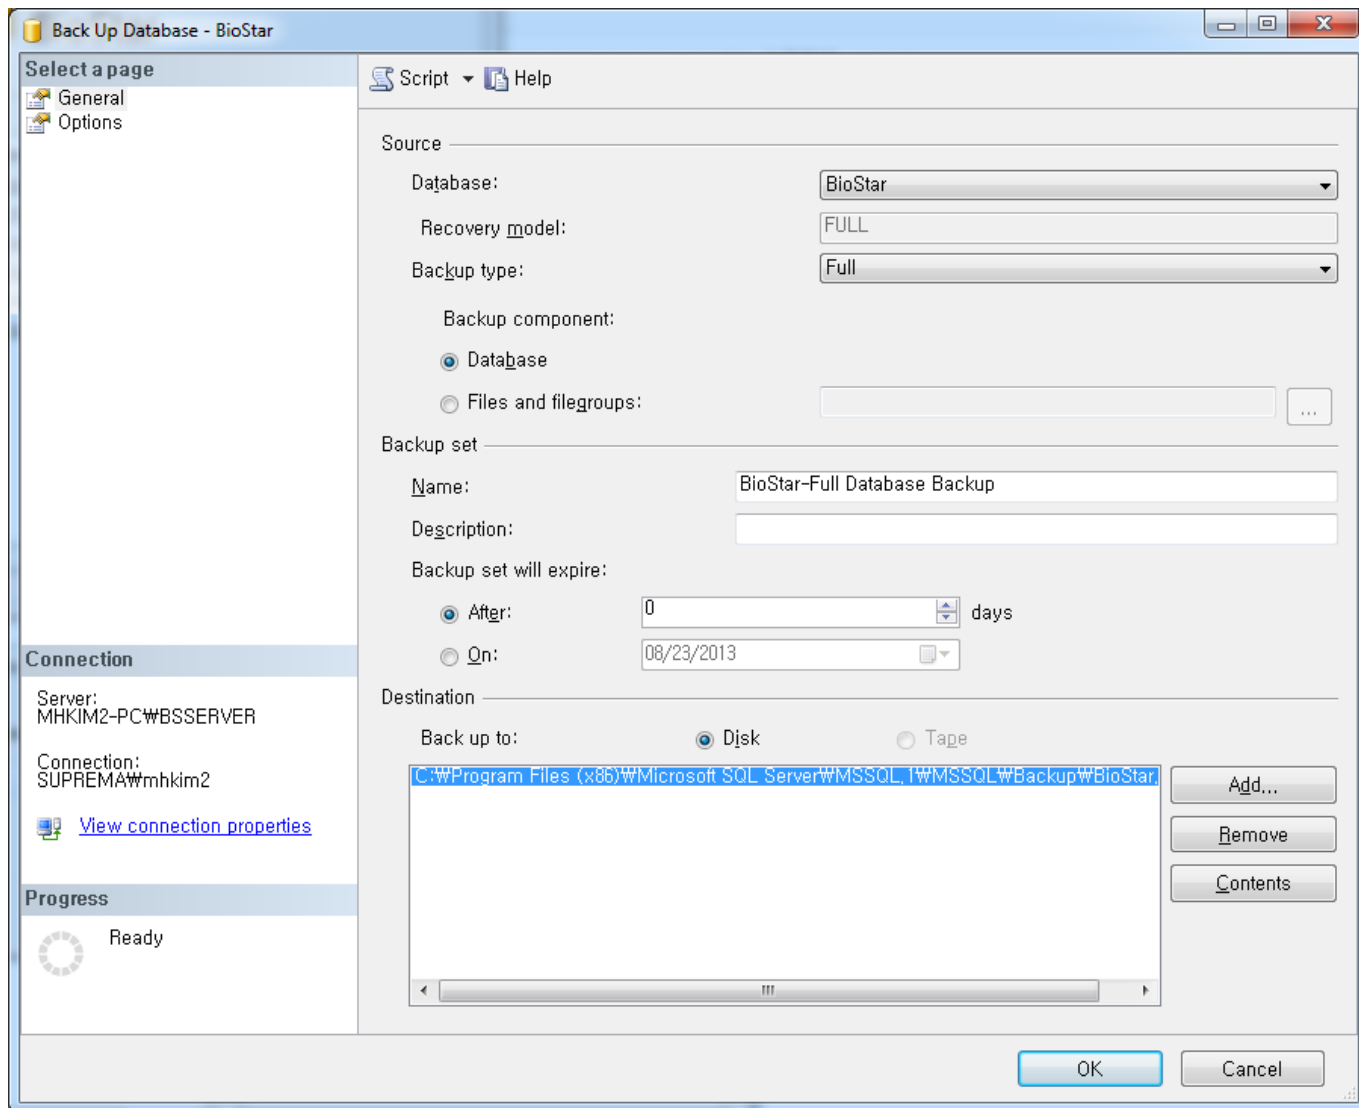 Back Up Database - BioStar
Select a page
General
Options
Script
Help
Source
Database:
BioStar
Recovery model:
FULL
Backup type:
Full
Backup component:
Database
Files and filegroups:
...
Backup set
Name:
BioStar-Full Database Backup
Description:
Backup set will expire:
After:
0
days
On:
08/23/2013
Destination
Back up to:
Disk
Tape
C:₩Program Files (x86)₩Microsoft SQL Server₩MSSQL.1₩MSSQL₩Backup₩BioStar.
Add...
Remove
Contents
Connection
Server:
MHKIM2-PC₩BSSERVER
Connection:
SUPREMA₩mhkim2
View connection properties
Progress
Ready
OK
Cancel